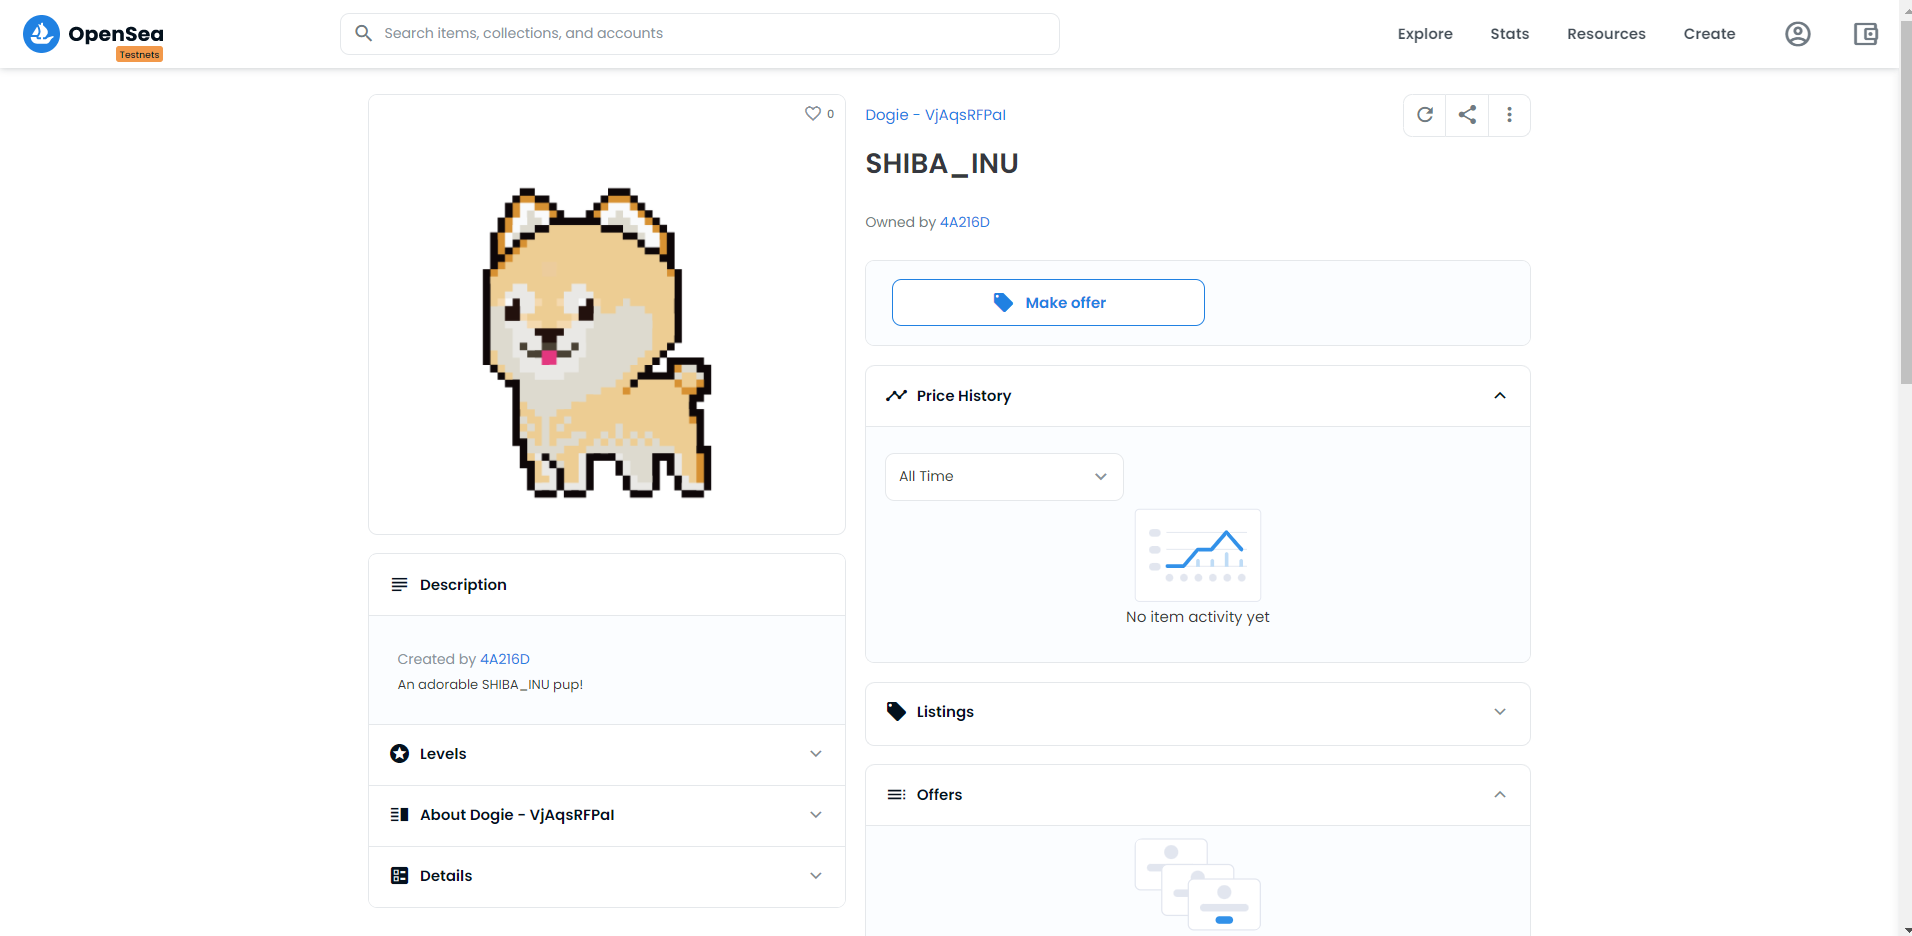 OpenSea
Testnets
Search items, collections, and accounts
Explore
Stats
Resources
Create
0
Dogie - VjAqsRFPaI
SHIBA_INU
Owned by 4A216D
Make offer
Price History
All Time
No item activity yet
Listings
Offers
Description
Created by 4A216D
An adorable SHIBA_INU pup!
Levels
About Dogie - VjAqsRFPaI
Details